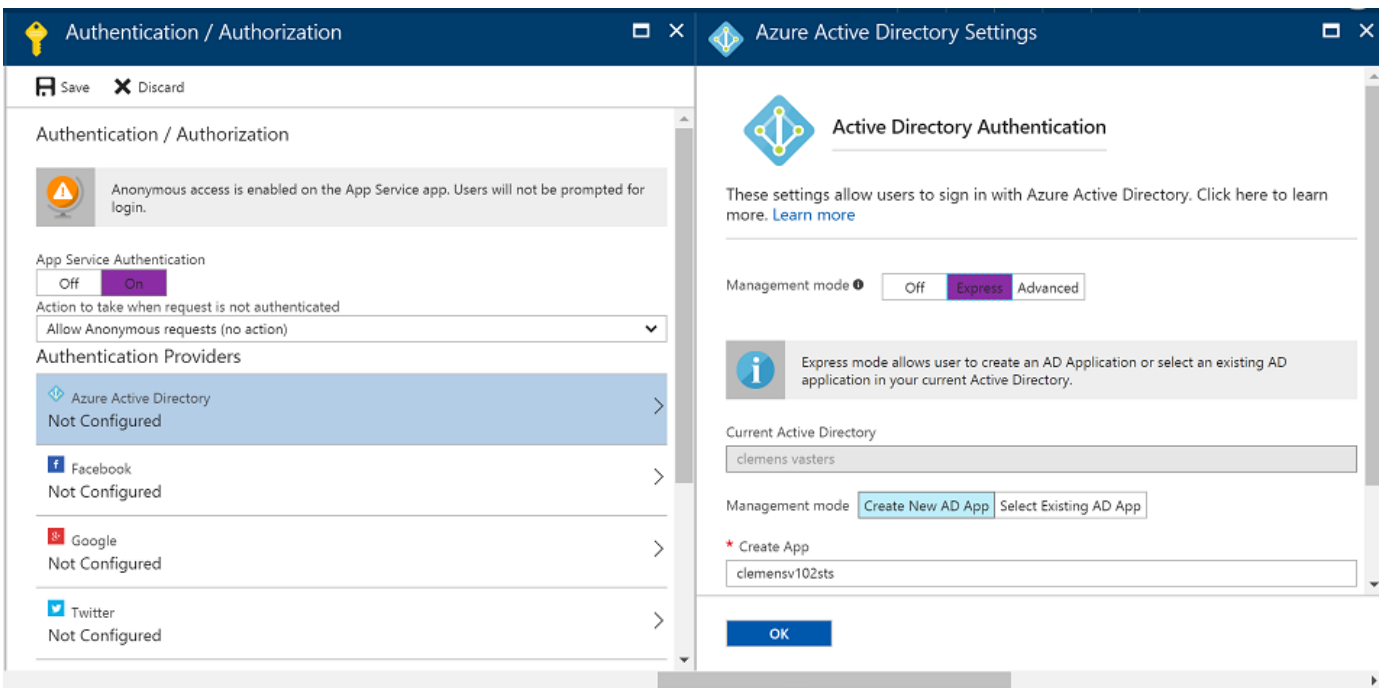 Authentication / Authorization
Save
Discard
Authentication / Authorization
Anonymous access is enabled on the App Service app. Users will not be prompted for
login.
App Service Authentication
Off
On
Action to take when request is not authenticated
Allow Anonymous requests (no action)
Authentication Providers
Azure Active Directory
Not Configured
Facebook
Not Configured
Google
Not Configured
Twitter
Not Configured
Azure Active Directory Settings
Active Directory Authentication
These settings allow users to sign in with Azure Active Directory. Click here to learn
more. Learn more
Management mode
Off
Express
Advanced
Express mode allows user to create an AD Application or select an existing AD
application in your current Active Directory.
Current Active Directory
clemens vasters
Management mode
Create New AD App
Select Existing AD App
* Create App
clemensv102sts
OK